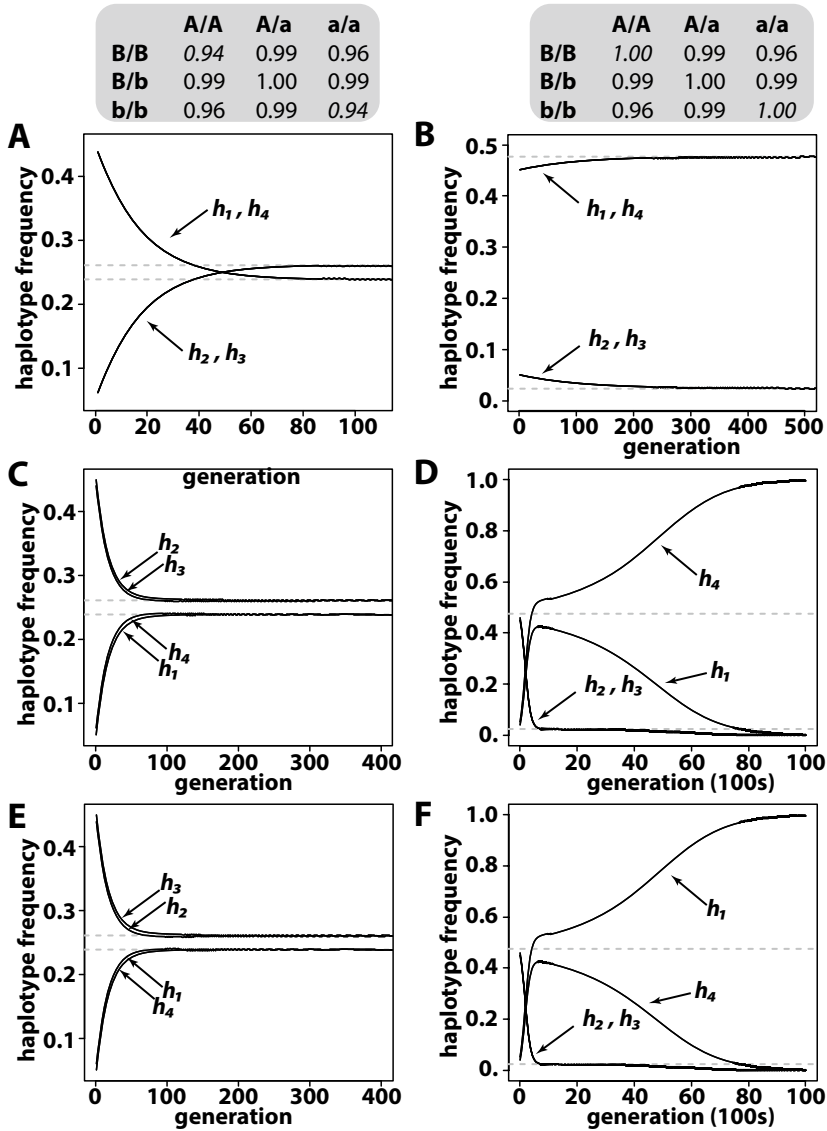 A/A A/a a/a
B/B 0.94 0.99 0.96
B/b 0.99 1.00 0.99
b/b 0.96 0.99 0.94
A/A A/a a/a
B/B 1.00 0.99 0.96
B/b 0.99 1.00 0.99
b/b 0.96 0.99 1.00
A
haplotype frequency
0.4
0.3
0.2
0.1
h1 , h4
h2 , h3
0 20 40 60 80 100
generation
B
haplotype frequency
0.5
0.4
0.3
0.2
0.1
0.
h1 , h4
h2 , h3
0 100 200 300 400 500
generation
C
haplotype frequency
0.4
0.3
0.2
0.1
h2
h3
h4
h1
0 100 200 300 400
generation
D
haplotype frequency
1.0
0.8
0.6
0.4
0.2
0.
h4
h1
h2 , h3
0 20 40 60 80 100
generation (100s)
E
haplotype frequency
0.4
0.3
0.2
0.1
h3
h2
h1
h4
0 100 200 300 400
generation
F
haplotype frequency
1.0
0.8
0.6
0.4
0.2
0.
h1
h4
h2 , h3
0 20 40 60 80 100
generation (100s)